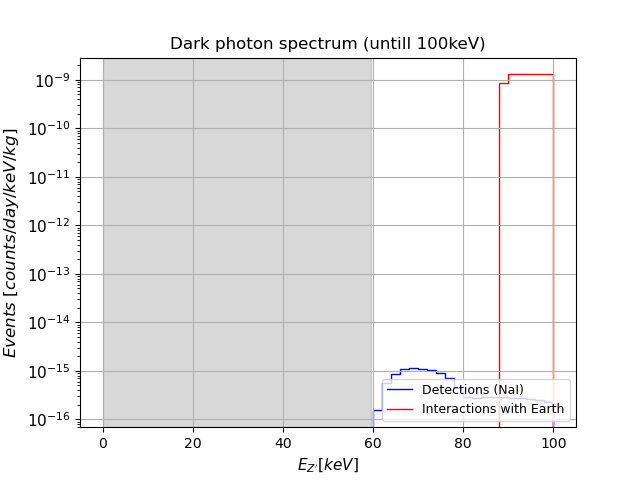 Dark photon spectrum (untill 100keV)
Events [counts/day/keV/kg]
10⁻⁹
10⁻¹⁰
10⁻¹¹
10⁻¹²
10⁻¹³
10⁻¹⁴
10⁻¹⁵
10⁻¹⁶
Detections (NaI)
Interactions with Earth
0 20 40 60 80 100
E_Z' [keV]